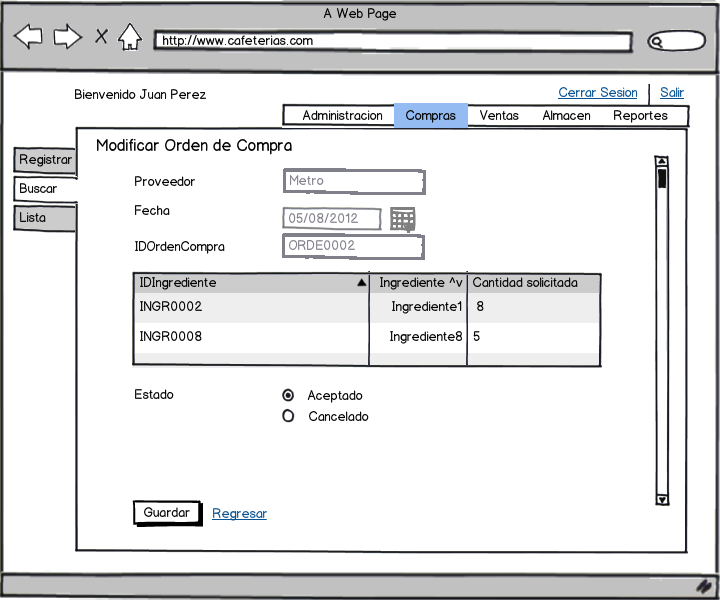 A Web Page
http://www.cafeterias.com
Bienvenido Juan Perez
Cerrar Sesion
Salir
Administracion Compras Ventas Almacen Reportes
Modificar Orden de Compra
Registrar
Buscar
Lista
Proveedor Metro
Fecha 05/08/2012
IDOrdenCompra ORDE0002
IDIngrediente Ingrediente ^v Cantidad solicitada
INGR0002 Ingrediente1 8
INGR0008 Ingrediente8 5
Estado Aceptado
Cancelado
Guardar Regresar